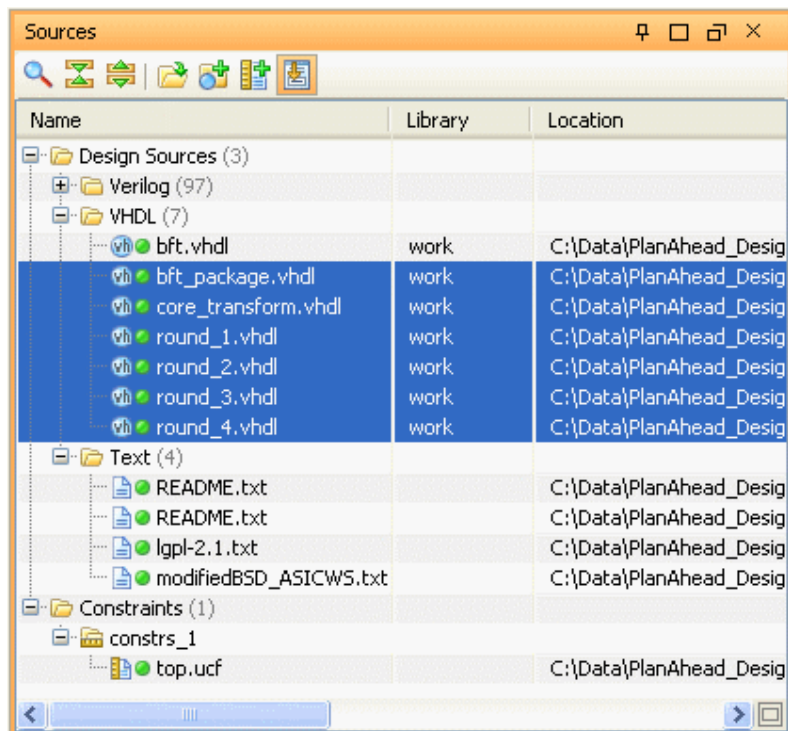 Sources
Name Library Location
Design Sources (3)
Verilog (97)
VHDL (7)
bft.vhdl work C:\Data\PlanAhead_Desig
bft_package.vhdl work C:\Data\PlanAhead_Desig
core_transform.vhdl work C:\Data\PlanAhead_Desig
round_1.vhdl work C:\Data\PlanAhead_Desig
round_2.vhdl work C:\Data\PlanAhead_Desig
round_3.vhdl work C:\Data\PlanAhead_Desig
round_4.vhdl work C:\Data\PlanAhead_Desig
Text (4)
README.txt C:\Data\PlanAhead_Desig
README.txt C:\Data\PlanAhead_Desig
lgpl-2.1.txt C:\Data\PlanAhead_Desig
modifiedBSD_ASICWS.txt C:\Data\PlanAhead_Desig
Constraints (1)
constrs_1
top.ucf C:\Data\PlanAhead_Desig